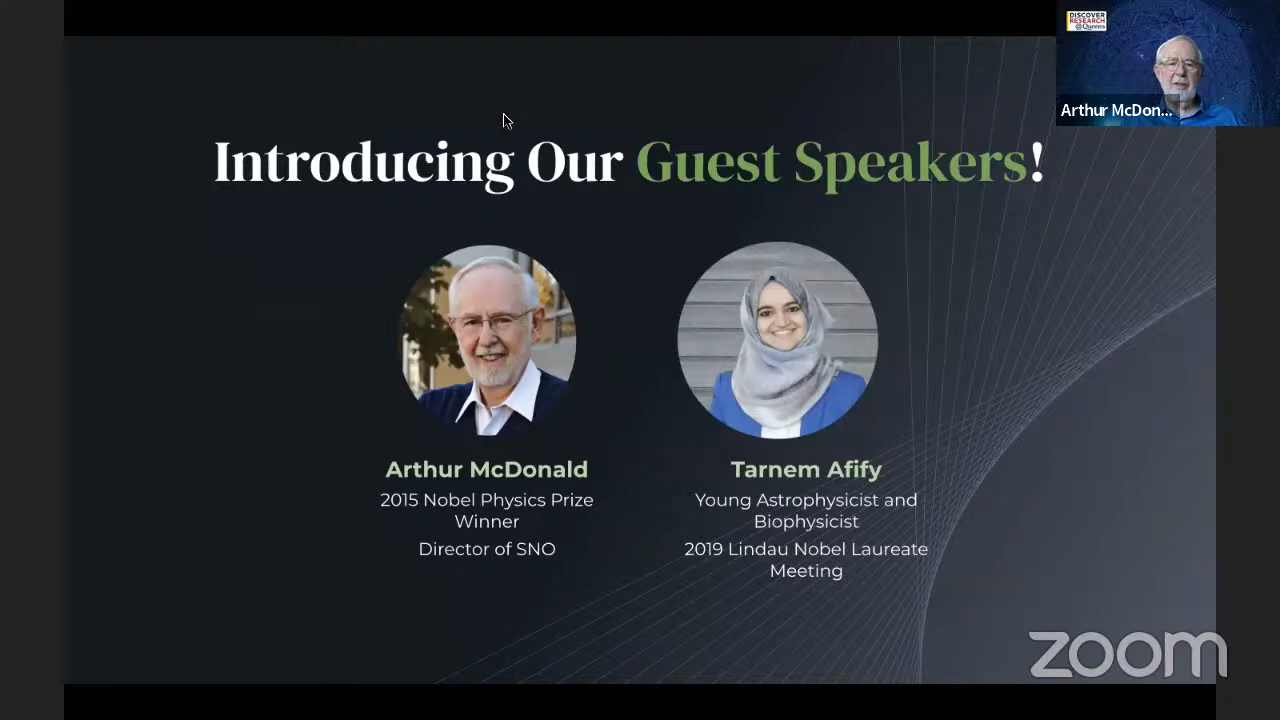 DISCOVER
RESEARCH
@Queens
Arthur McDon...
Introducing Our Guest Speakers!
Arthur McDonald
2015 Nobel Physics Prize
Winner
Director of SNO
Tarnem Afify
Young Astrophysicist and
Biophysicist
2019 Lindau Nobel Laureate
Meeting
zoom